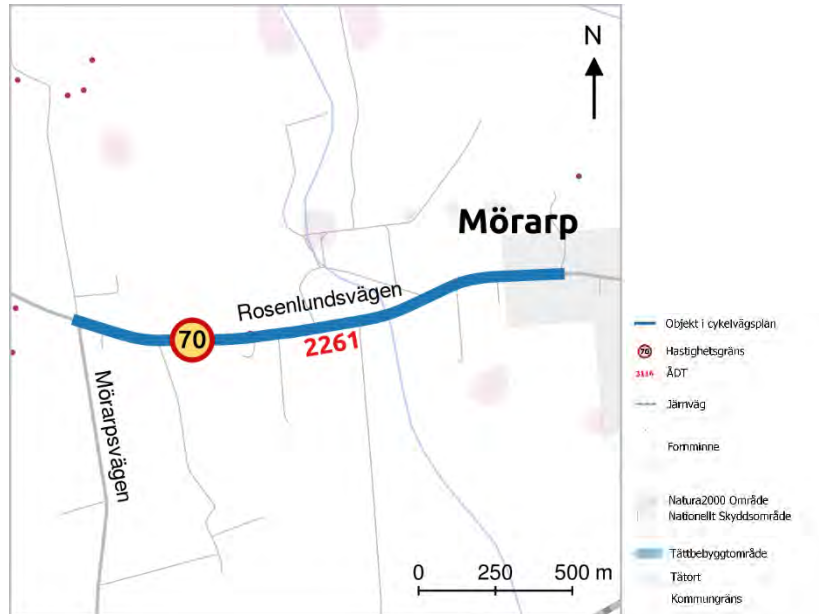 N
Mörarp
Rosenlundsvägen
70
2261
Mörarpsvägen
0 250 500 m
Objekt i cykelvägsplan
70 Hastighetsgräns
3116 ÅDT
Järnväg
Fornminne
Natura2000 Område
Nationellt Skyddsområde
Tättbebyggtområde
Tätort
Kommungräns